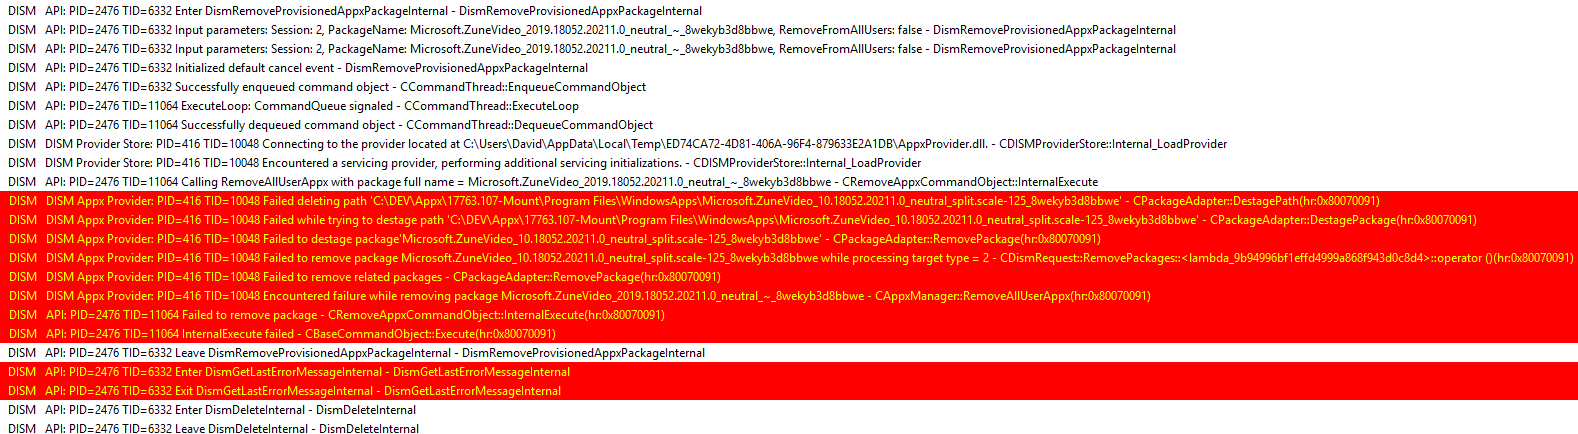 DISM API: PID=2476 TID=6332 Enter DismRemoveProvisionedAppxPackageInternal - DismRemoveProvisionedAppxPackageInternal
DISM API: PID=2476 TID=6332 Input parameters: Session: 2, PackageName: Microsoft.ZuneVideo_2019.18052.20211.0_neutral_~_8wekyb3d8bbwe, RemoveFromAllUsers: false - DismRemoveProvisionedAppxPackageInternal
DISM API: PID=2476 TID=6332 Input parameters: Session: 2, PackageName: Microsoft.ZuneVideo_2019.18052.20211.0_neutral_~_8wekyb3d8bbwe, RemoveFromAllUsers: false - DismRemoveProvisionedAppxPackageInternal
DISM API: PID=2476 TID=6332 Initialized default cancel event - DismRemoveProvisionedAppxPackageInternal
DISM API: PID=2476 TID=6332 Successfully enqueued command object - CCommandThread::EnqueueCommandObject
DISM API: PID=2476 TID=11064 ExecuteLoop: CommandQueue signaled - CCommandThread::ExecuteLoop
DISM API: PID=2476 TID=11064 Successfully dequeued command object - CCommandThread::DequeueCommandObject
DISM DISM Provider Store: PID=416 TID=10048 Connecting to the provider located at C:\Users\David\AppData\Local\Temp\ED74CA72-4D81-406A-96F4-879633E2A1DB\AppxProvider.dll. - CDISMProviderStore::Internal_LoadProvider
DISM DISM Provider Store: PID=416 TID=10048 Encountered a servicing provider, performing additional servicing initializations. - CDISMProviderStore::Internal_LoadProvider
DISM API: PID=2476 TID=11064 Calling RemoveAllUserAppx with package full name = Microsoft.ZuneVideo_2019.18052.20211.0_neutral_~_8wekyb3d8bbwe - CRemoveAppxCommandObject::InternalExecute
DISM DISM Appx Provider: PID=416 TID=10048 Failed deleting path 'C:\DEV\Appx\17763.107-Mount\Program Files\WindowsApps\Microsoft.ZuneVideo_10.18052.20211.0_neutral_split.scale-125_8wekyb3d8bbwe' - CPackageAdapter::DestagePath(hr:0x80070091)
DISM DISM Appx Provider: PID=416 TID=10048 Failed while trying to destage path 'C:\DEV\Appx\17763.107-Mount\Program Files\WindowsApps\Microsoft.ZuneVideo_10.18052.20211.0_neutral_split.scale-125_8wekyb3d8bbwe' - CPackageAdapter::DestagePackage(hr:0x80070091)
DISM DISM Appx Provider: PID=416 TID=10048 Failed to destage package'Microsoft.ZuneVideo_10.18052.20211.0_neutral_split.scale-125_8wekyb3d8bbwe' - CPackageAdapter::RemovePackage(hr:0x80070091)
DISM DISM Appx Provider: PID=416 TID=10048 Failed to remove package Microsoft.ZuneVideo_10.18052.20211.0_neutral_split.scale-125_8wekyb3d8bbwe while processing target type = 2 - CDismRequest::RemovePackages::<lambda_9b94996bf1effd4999a868f943d0c8d4>::operator ()(hr:0x80070091)
DISM DISM Appx Provider: PID=416 TID=10048 Failed to remove related packages - CPackageAdapter::RemovePackage(hr:0x80070091)
DISM DISM Appx Provider: PID=416 TID=10048 Encountered failure while removing package Microsoft.ZuneVideo_2019.18052.20211.0_neutral_~_8wekyb3d8bbwe - CAppxManager::RemoveAllUserAppx(hr:0x80070091)
DISM API: PID=2476 TID=11064 Failed to remove package - CRemoveAppxCommandObject::InternalExecute(hr:0x80070091)
DISM API: PID=2476 TID=11064 InternalExecute failed - CBaseCommandObject::Execute(hr:0x80070091)
DISM API: PID=2476 TID=6332 Leave DismRemoveProvisionedAppxPackageInternal - DismRemoveProvisionedAppxPackageInternal
DISM API: PID=2476 TID=6332 Enter DismGetLastErrorMessageInternal - DismGetLastErrorMessageInternal
DISM API: PID=2476 TID=6332 Exit DismGetLastErrorMessageInternal - DismGetLastErrorMessageInternal
DISM API: PID=2476 TID=6332 Enter DismDeleteInternal - DismDeleteInternal
DISM API: PID=2476 TID=6332 Leave DismDeleteInternal - DismDeleteInternal